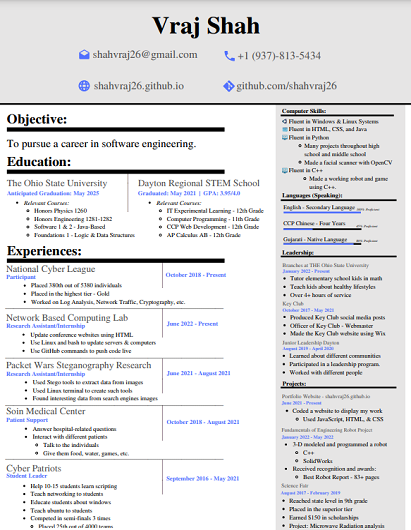 Vraj Shah
shahvraj26@gmail.com
+1 (937)-813-5434
shahvraj26.github.io
github.com/shahvraj26
Objective:
To pursue a career in software engineering.
Education:
The Ohio State University
Anticipated Graduation: May 2025
Relevant Courses:
Honors Physics 1260
Honors Engineering 1281-1282
Software 1 & 2 - Java-Based
Foundations: 1 - Logic & Data Structures
Dayton Regional STEM School
Graduated: May 2021 | GPA: 3.95/4.0
Relevant Courses:
IT Experimental Learning - 12th Grade
Computer Programming - 11th Grade
CCP Web Development - 12th Grade
AP Calculus AB - 12th Grade
Experiences:
National Cyber League
Participant
October 2018 - Present
Placed 380th out of 5380 individuals
Placed in the highest tier - Gold
Worked on Log Analysis, Network Traffic, Cryptography, etc.
Network Based Computing Lab
Research Assistant/Internship
June 2022 - Present
Update conference websites using HTML
Use Linux and bash to update servers & computers
Use GitHub commands to push code live
Packet Wars Steganography Research
Research Assistant/Internship
June 2021 - August 2021
Used Stego tools to extract data from images
Used Linux terminal to create such tools
Found interesting data from search engines images
Soin Medical Center
Patient Support
October 2018 - August 2021
Answer hospital-related questions
Interact with different patients
Talk to the individuals
Give them food, water, games, etc.
Cyber Patriots
Student Leader
September 2016 - May 2021
Help 10-15 students learn scripting
Teach networking to students
Educate students about windows
Teach ubuntu to students
Competed in semi-finals 3 times
Placed 25th out of 4000 teams
Computer Skills:
Fluent in Windows & Linux Systems
Fluent in HTML, CSS, and Java
Fluent in Python
Many projects throughout high
school and middle school
Made a facial scanner with OpenCV
Fluent in C++
Made a working robot and game
using C++.
Languages (Speaking):
English - Secondary Language
CCP Chinese - Four Years
Gujarati - Native Language
Leadership:
Branches at THE Ohio State University
January 2022 - Present
Tutor elementary school kids in math
Teach kids about healthy lifestyles
Over 4+ hours of service
Key Club
October 2017 - May 2021
Produced Key Club social media posts
Officer of Key Club - Webmaster
Made the Key Club website using Wix
Junior Leadership Dayton
August 2019 - April 2020
Learned about different communities
Participated in a leadership program.
Worked with different people
Projects:
Portfolio Website - shahvraj26.github.io
June 2021 - Present
Coded a website to display my work
Used JavaScript, HTML, & CSS
Fundamentals of Engineering Robot Project
January 2022 - May 2022
3-D modeled and programmed a robot
C++
SolidWorks
Received recognition and awards:
Best Robot Report - 83+ pages
Science Fair
August 2017 - February 2019
Reached state level in 9th grade
Placed in the superior tier
Earned $150 in scholarships
Project: Microwave Radiation analysis